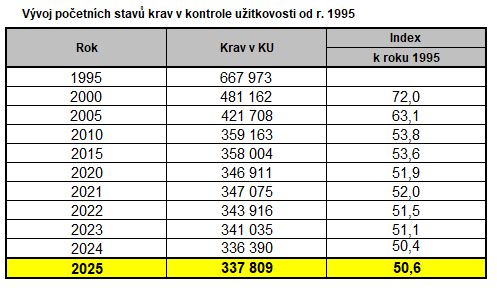 Vývoj početních stavů krav v kontrole užitkovosti od r. 1995
Rok Krav v KU Index
k roku 1995
1995 667 973
2000 481 162 72,0
2005 421 708 63,1
2010 359 163 53,8
2015 358 004 53,6
2020 346 911 51,9
2021 347 075 52,0
2022 343 916 51,5
2023 341 035 51,1
2024 336 390 50,4
2025 337 809 50,6